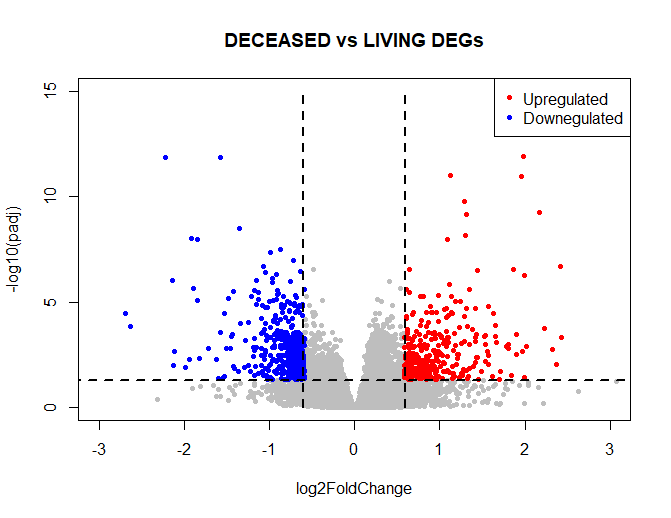 DECEASED vs LIVING DEGs
Upregulated
Downegulated
-log10(padj)
15
10
5
0
-3
-2
-1
0
1
2
3
log2FoldChange